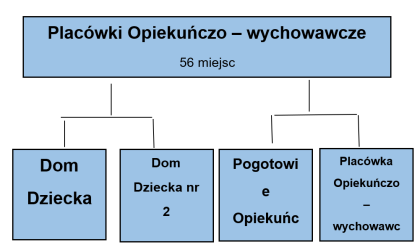 Placówki Opiekuńczo – wychowawcze
56 miejsc
Dom
Dziecka
Dom
Dziecka nr
2
Pogotowi
e
Opiekuńc
Placówka
Opiekuńczo
–
wychowawc